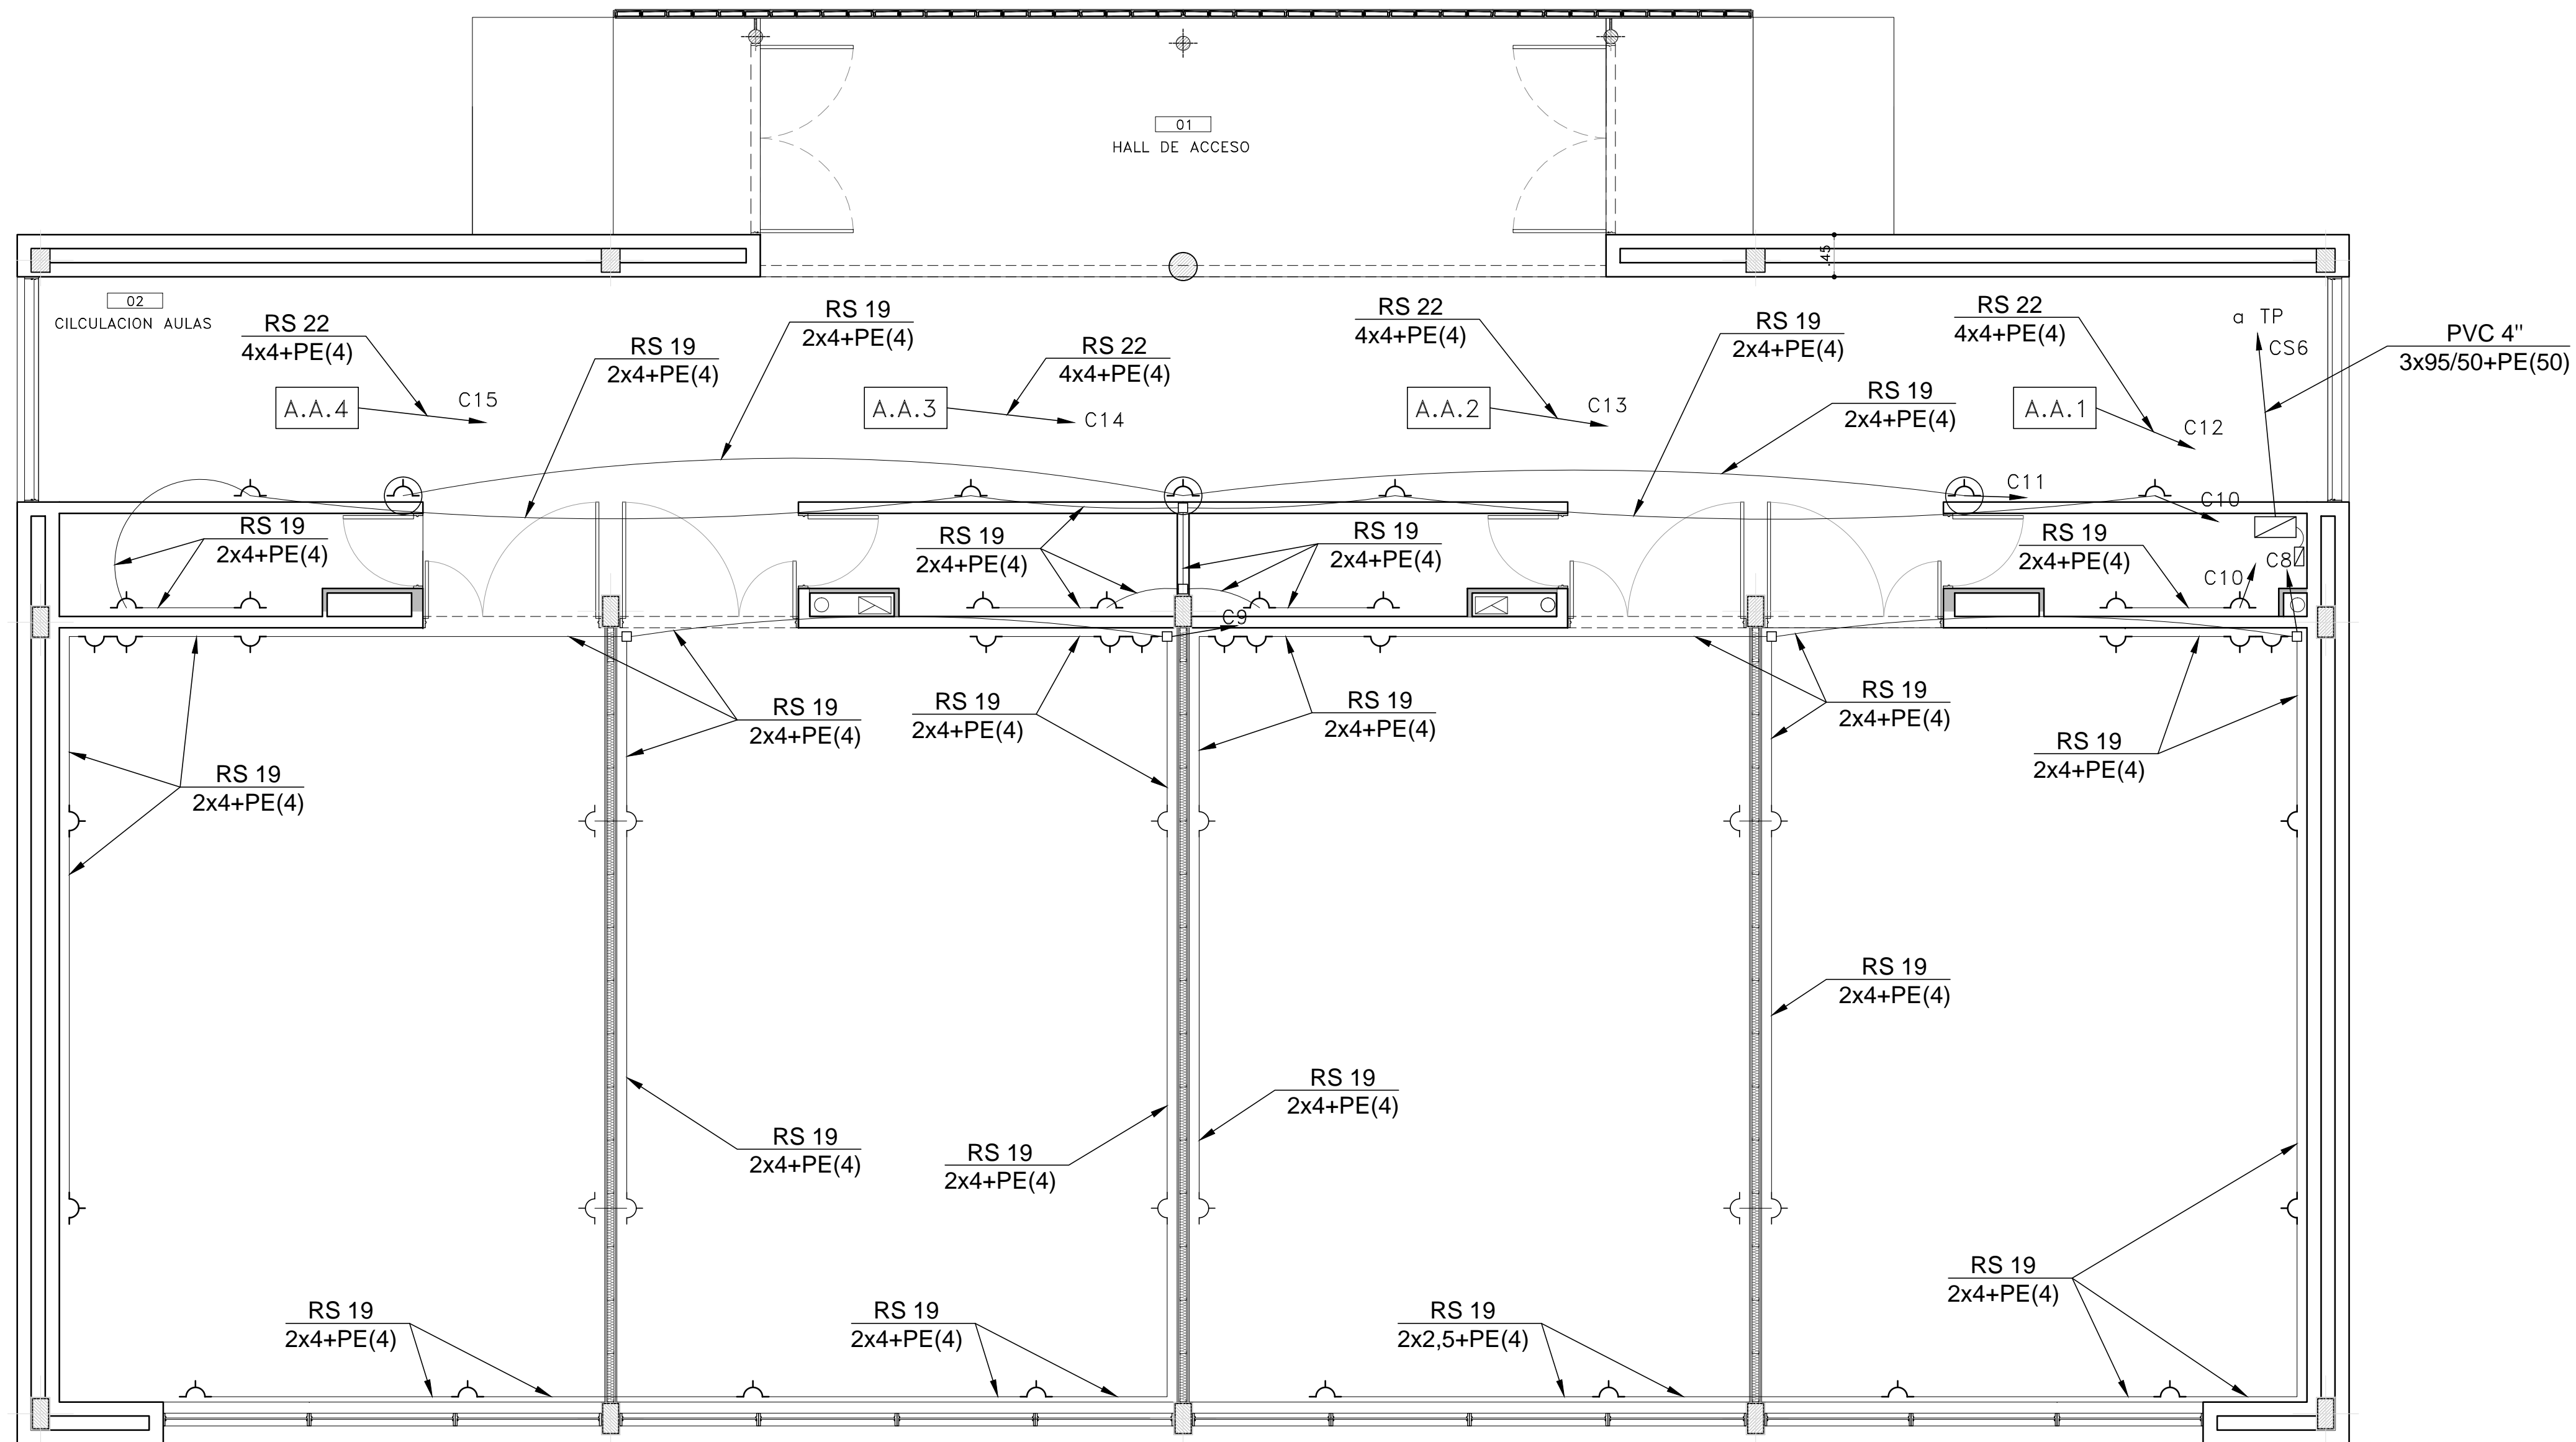 01
HALL DE ACCESO
.45
02
CILCULACION AULAS
RS 22
4x4+PE(4)
RS 19
2x4+PE(4)
RS 19
2x4+PE(4)
RS 22
4x4+PE(4)
RS 22
4x4+PE(4)
RS 19
2x4+PE(4)
RS 19
2x4+PE(4)
RS 22
4x4+PE(4)
a TP
CS6
PVC 4"
3x95/50+PE(50)
A.A.4
C15
A.A.3
C14
A.A.2
C13
A.A.1
C12
C11
C10
RS 19
2x4+PE(4)
RS 19
2x4+PE(4)
RS 19
2x4+PE(4)
RS 19
2x4+PE(4)
C8
C10
C9
RS 19
2x4+PE(4)
RS 19
2x4+PE(4)
RS 19
2x4+PE(4)
RS 19
2x4+PE(4)
RS 19
2x4+PE(4)
RS 19
2x4+PE(4)
RS 19
2x4+PE(4)
RS 19
2x4+PE(4)
RS 19
2x4+PE(4)
RS 19
2x4+PE(4)
RS 19
2x4+PE(4)
RS 19
2x4+PE(4)
RS 19
2x4+PE(4)
RS 19
2x2,5+PE(4)